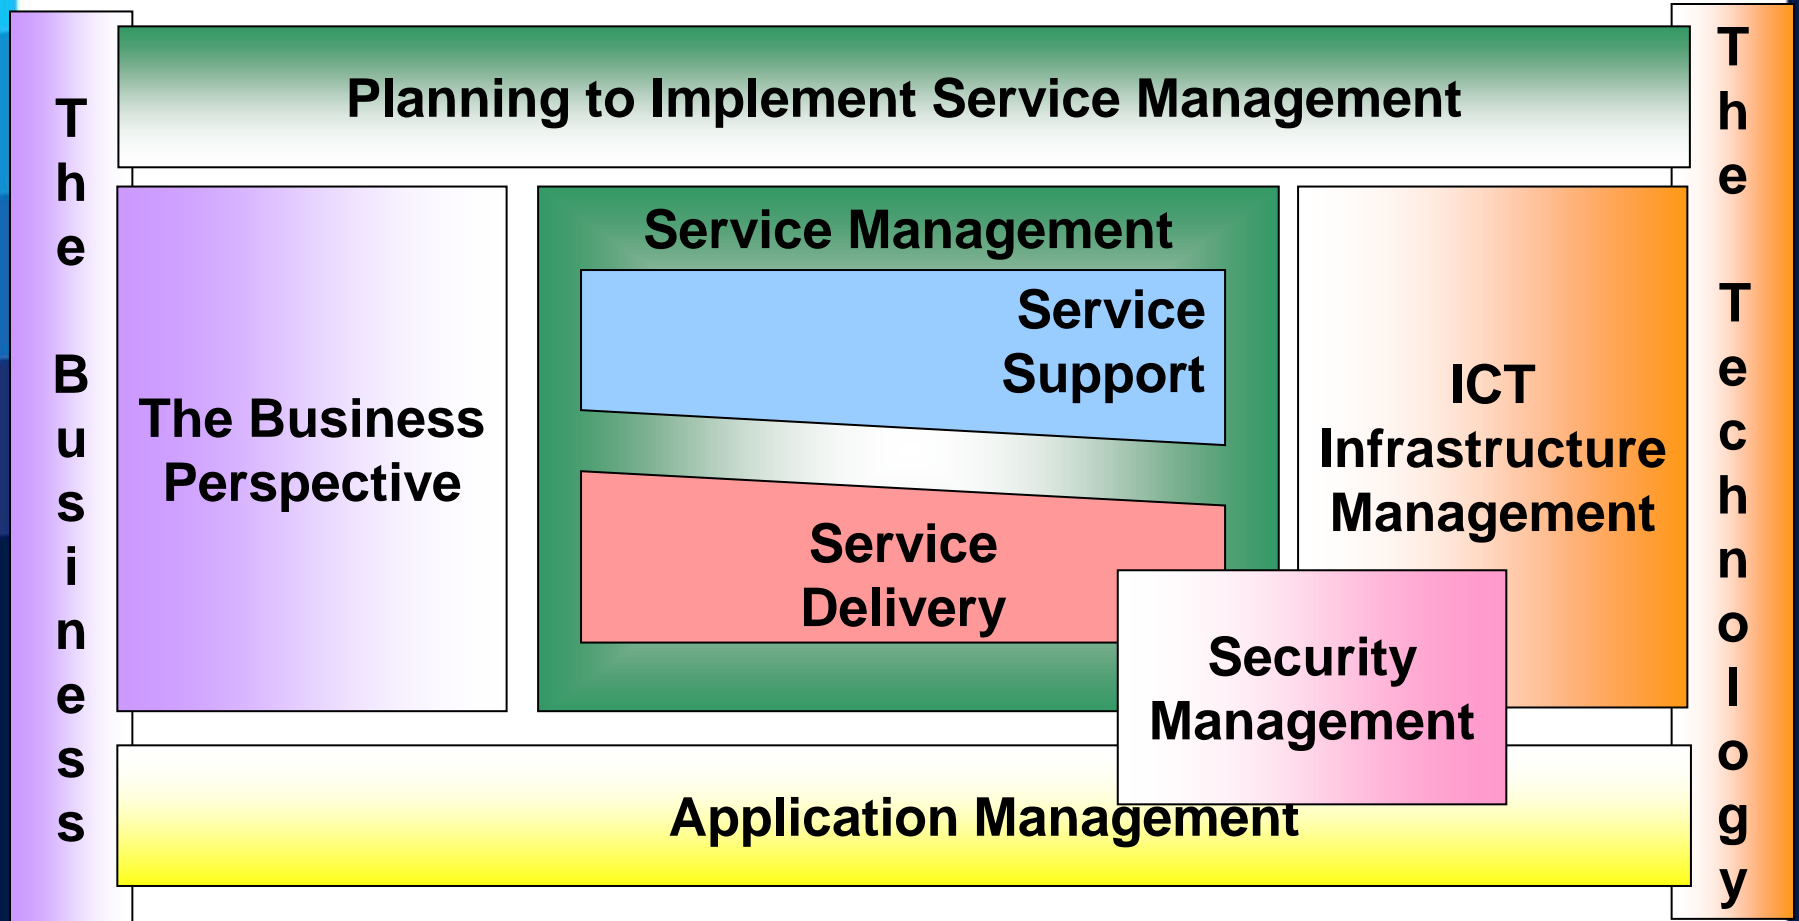 The Business
Planning to Implement Service Management
The Technology
The Business
Perspective
Service Management
Service
Support
Service
Delivery
ICT
Infrastructure
Management
Security
Management
Application Management